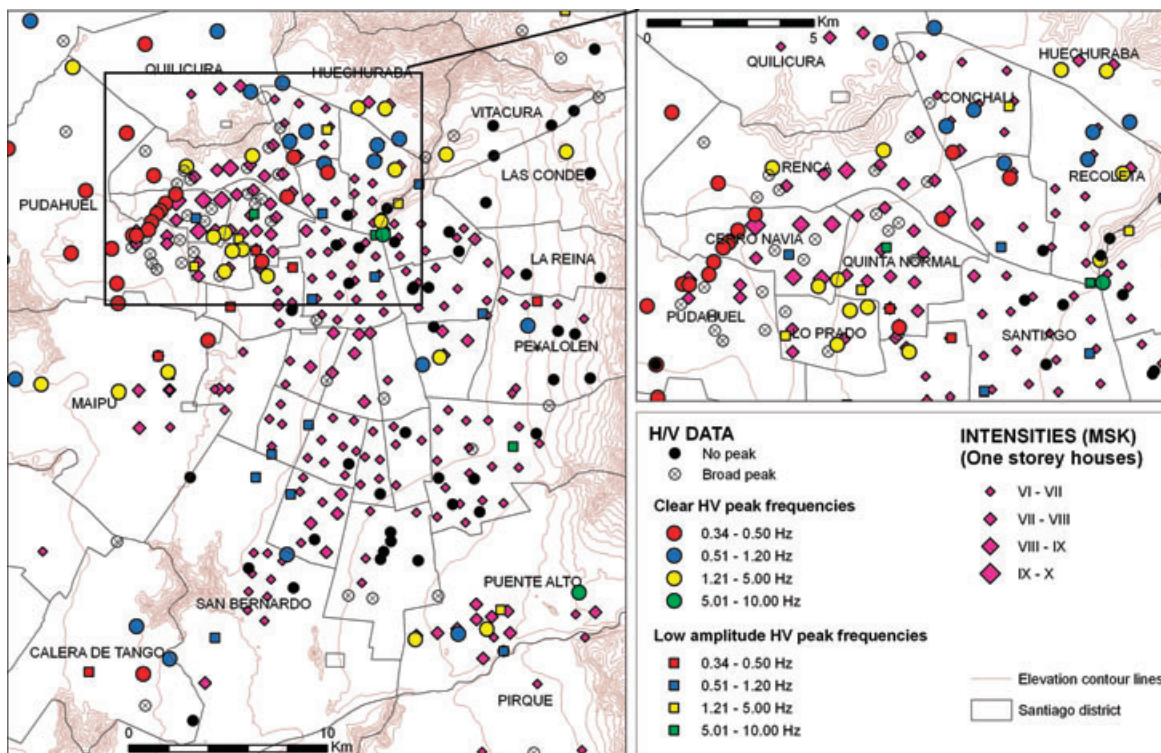 QUILICURA
HUECHURABA
VITACURA
LAS CONDE
PUDAHUEL
LA REINA
PEÑALOLEN
MAIPU
PUENTE ALTO
SAN BERNARDO
CALERA DE TANGO
PIRQUE
0 10
Km
Km
0 5
HUECHURABA
QUILICURA
CONCHALI
RENCA
RECOLETA
CERRO NAVIA
QUINTA NORMAL
PUDAHUEL
LO PRADO
SANTIAGO
H/V DATA
No peak
Broad peak
Clear HV peak frequencies
0.34 - 0.50 Hz
0.51 - 1.20 Hz
1.21 - 5.00 Hz
5.01 - 10.00 Hz
Low amplitude HV peak frequencies
0.34 - 0.50 Hz
0.51 - 1.20 Hz
1.21 - 5.00 Hz
5.01 - 10.00 Hz
INTENSITIES (MSK)
(One storey houses)
VI - VII
VII - VIII
VIII - IX
IX - X
Elevation contour lines
Santiago district